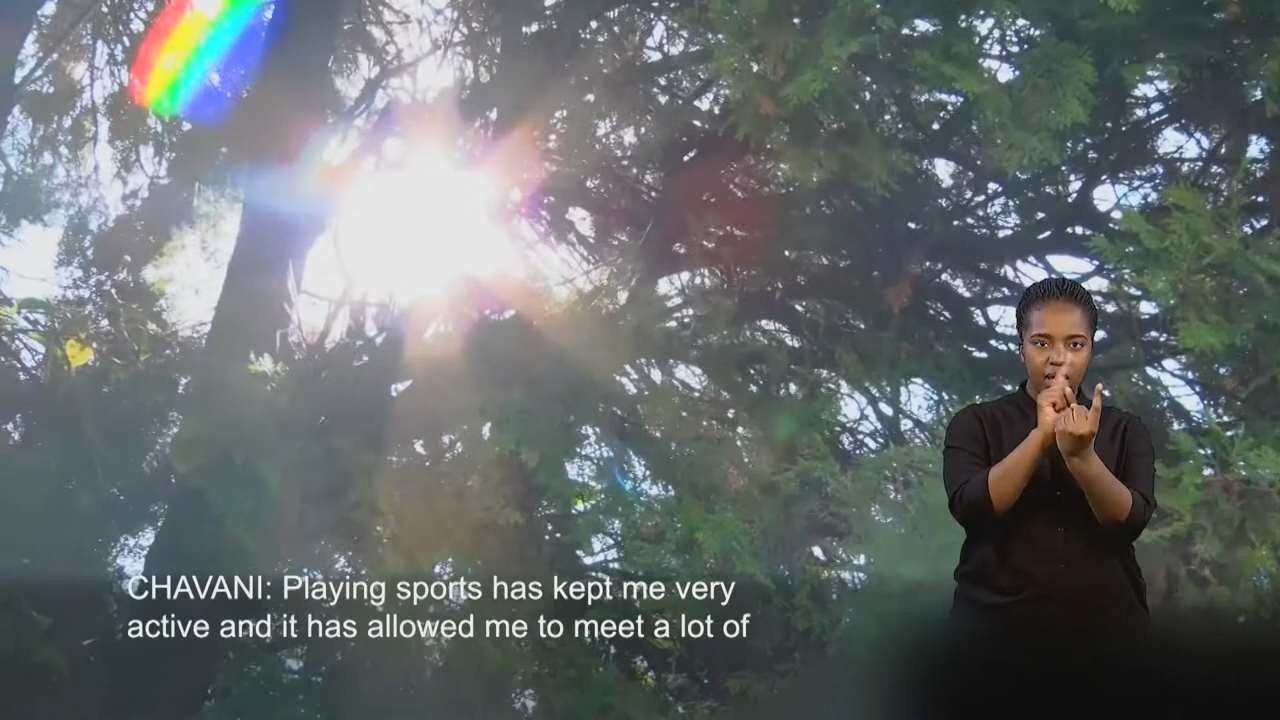 CHAVANI: Playing sports has kept me very
active and it has allowed me to meet a lot of